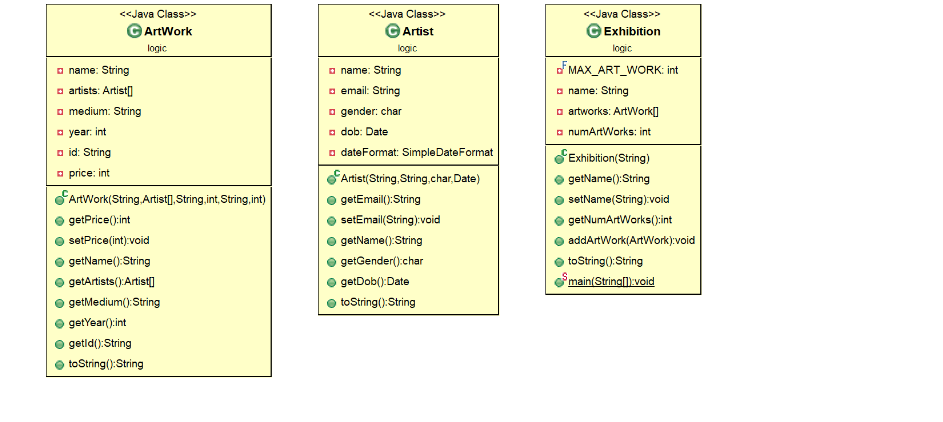 <<Java Class>>
C ArtWork
logic
name: String
artists: Artist[]
medium: String
year: int
id: String
price: int
C ArtWork(String,Artist[],String,int,String,int)
getPrice():int
setPrice(int):void
getName():String
getArtists():Artist[]
getMedium():String
getYear():int
getId():String
toString():String
<<Java Class>>
C Artist
logic
name: String
email: String
gender: char
dob: Date
dateFormat: SimpleDateFormat
C Artist(String,String,char,Date)
getEmail():String
setEmail(String):void
getName():String
getGender():char
getDob():Date
toString():String
<<Java Class>>
C Exhibition
logic
F MAX_ART_WORK: int
name: String
artworks: ArtWork[]
numArtWorks: int
C Exhibition(String)
getName():String
setName(String):void
getNumArtWorks():int
addArtWork(ArtWork):void
toString():String
S main(String[]):void